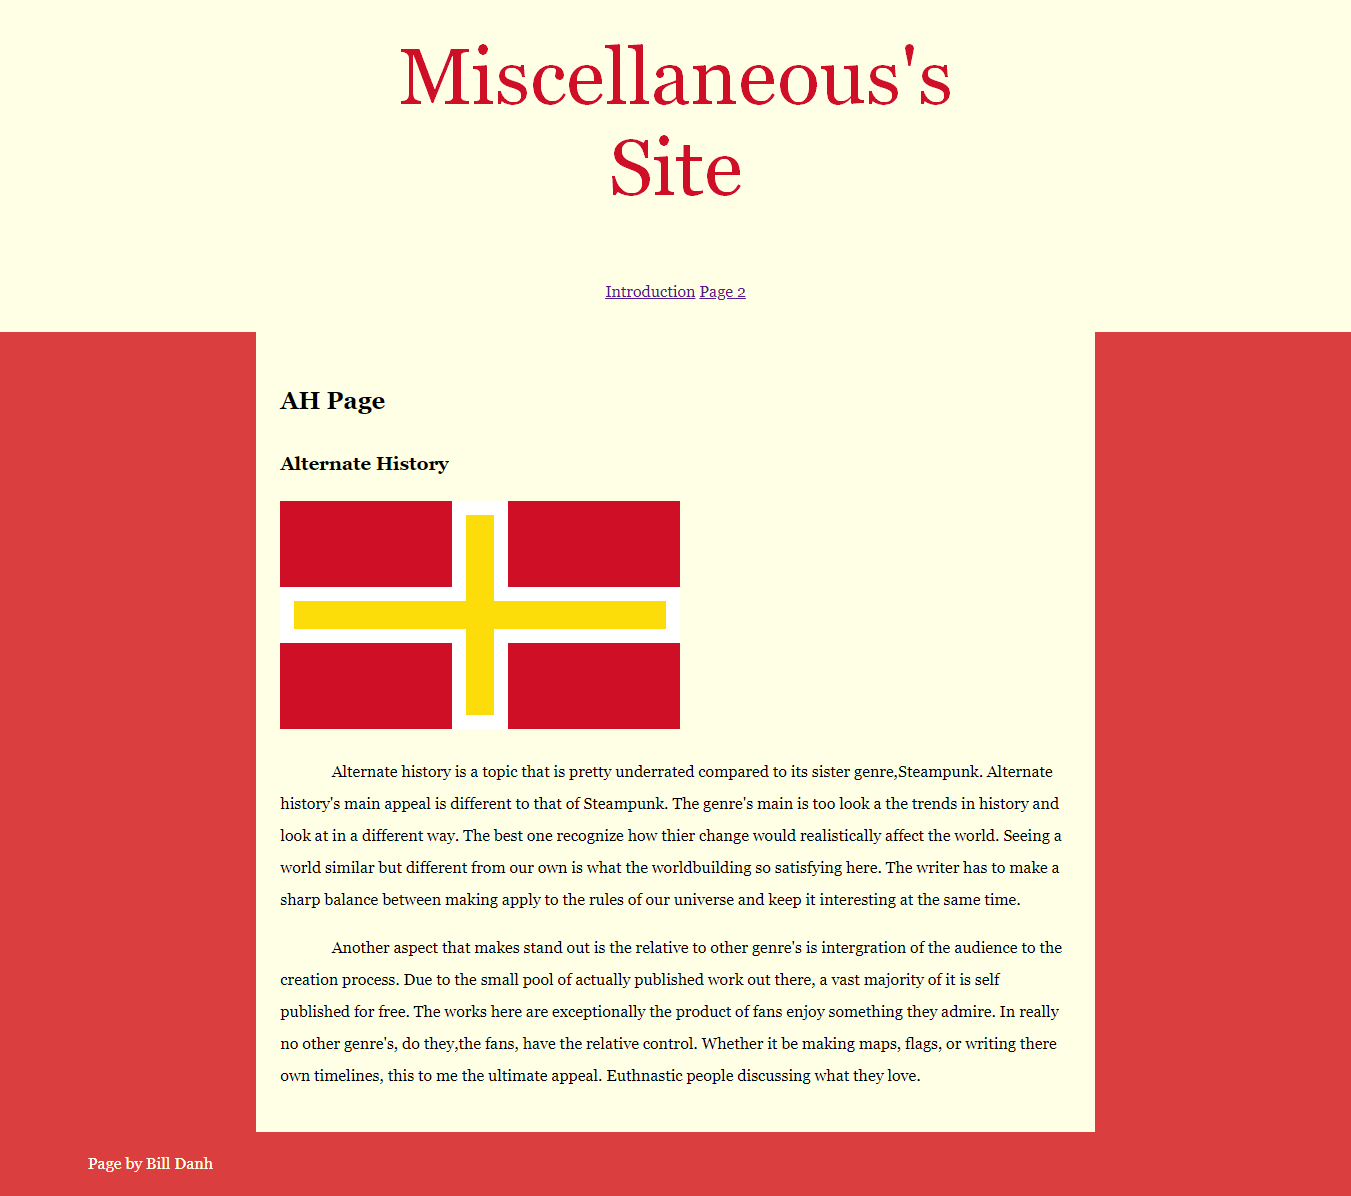 Miscellaneous's
Site
Introduction Page 2
AH Page
Alternate History
Alternate history is a topic that is pretty underrated compared to its sister genre,Steampunk. Alternate
history's main appeal is different to that of Steampunk. The genre's main is too look a the trends in history and
look at in a different way. The best one recognize how thier change would realistically affect the world. Seeing a
world similar but different from our own is what the worldbuilding so satisfying here. The writer has to make a
sharp balance between making apply to the rules of our universe and keep it interesting at the same time.
Another aspect that makes stand out is the relative to other genre's is intergration of the audience to the
creation process. Due to the small pool of actually published work out there, a vast majority of it is self
published for free. The works here are exceptionally the product of fans enjoy something they admire. In really
no other genre's, do they,the fans, have the relative control. Whether it be making maps, flags, or writing there
own timelines, this to me the ultimate appeal. Euthnastic people discussing what they love.
Page by Bill Danh